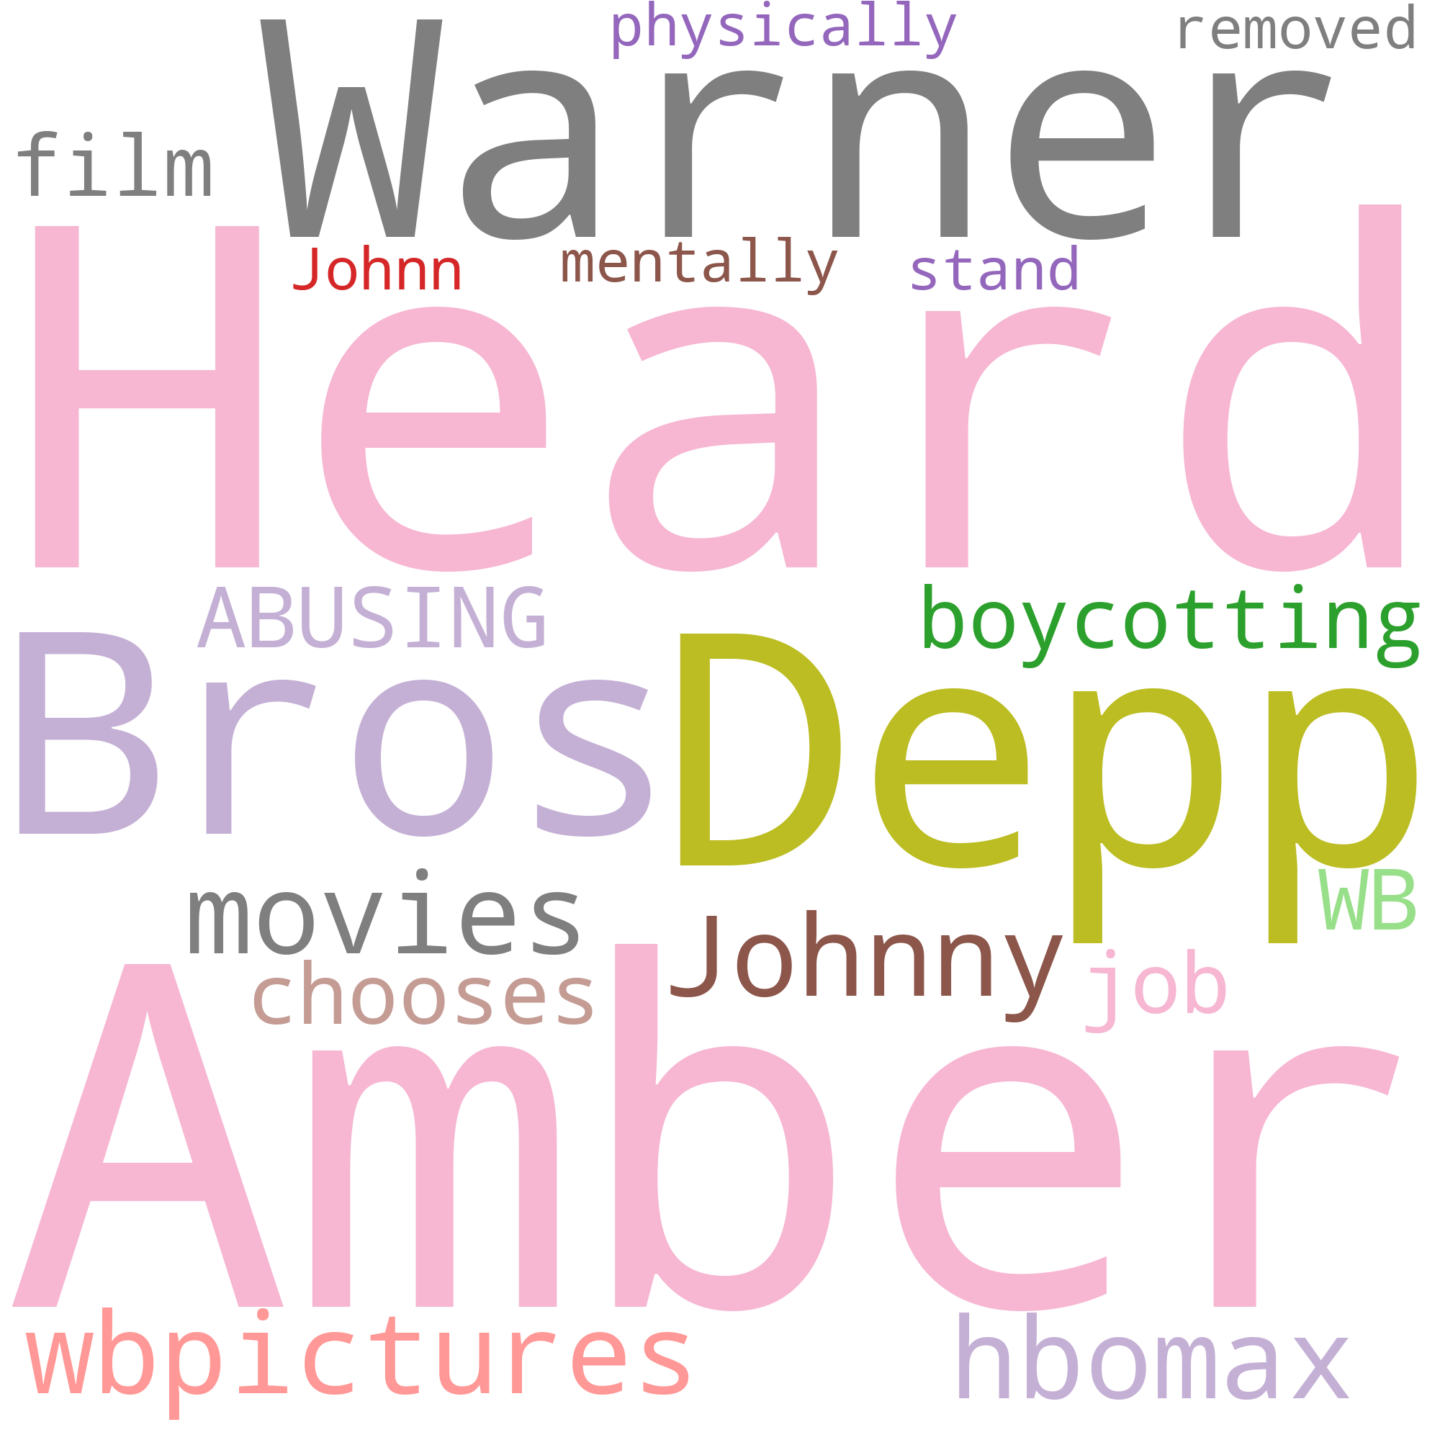 physically removed
Warner
film
Johnn mentally stand
Heard
ABUSING boycotting
Bros Depp
movies WB
Johnny
chooses job
Amber
wbpictures hbomax